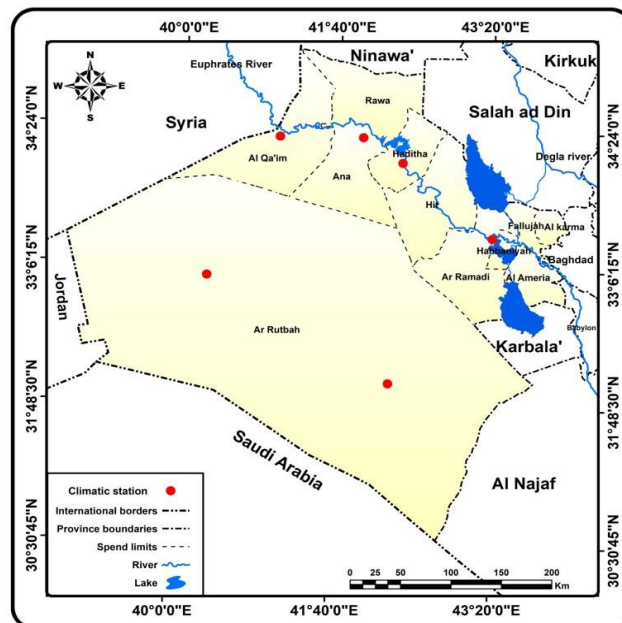 40°0'0"E 41°40'0"E 43°20'0"E
N
W E
S
Ninawa'
Kirkuk
Euphrates River
Rawa
Salah ad Din
Syria
34°24'0"N
34°24'0"N
Haditha
Degla river
Al Qa'im
Ana
Hit
Fallujah Al karma
Habbaniyah
Baghdad
33°6'15"N
33°6'15"N
Ar Ramadi Al Ameria
Jordan
Ar Rutbah
Babylon
Karbala'
31°48'30"N
31°48'30"N
Saudi Arabia
Al Najaf
Climatic station
International borders
Province boundaries
Spend limits
River
Lake
30°30'45"N
30°30'45"N
0 25 50 100 150 200
Km
40°0'0"E 41°40'0"E 43°20'0"E